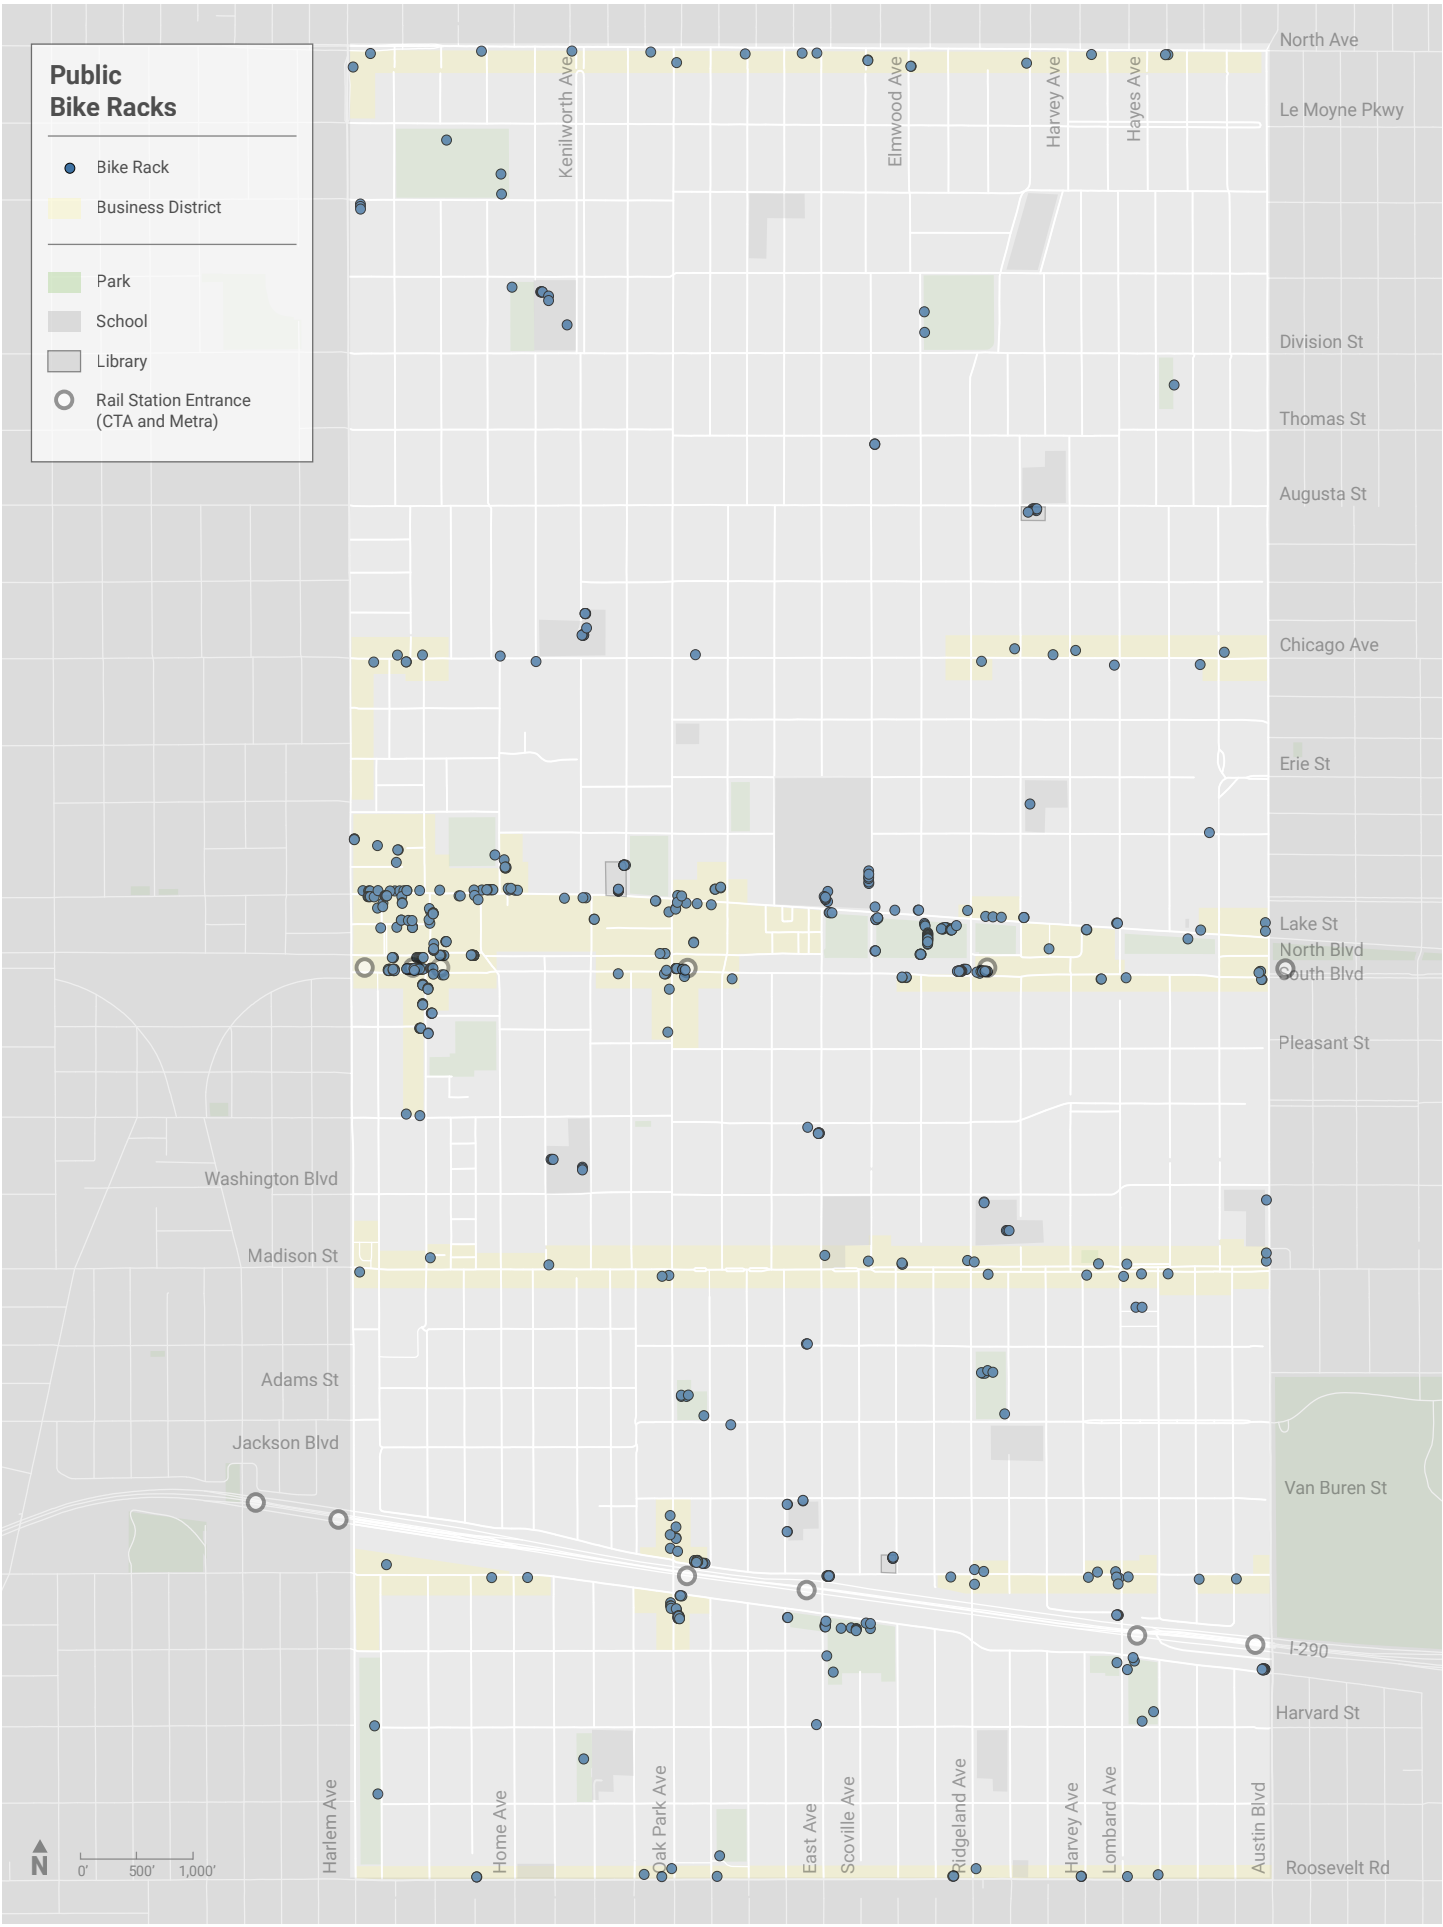 North Ave
Public
Bike Racks
Kenilworth Ave
Elmwood Ave
Harvey Ave
Hayes Ave
Le Moyne Pkwy
Bike Rack
Business District
Park
School
Library
Rail Station Entrance
(CTA and Metra)
Division St
Thomas St
Augusta St
Chicago Ave
Erie St
Lake St
North Blvd
South Blvd
Pleasant St
Washington Blvd
Madison St
Adams St
Jackson Blvd
Van Buren St
I-290
Harvard St
Harlem Ave
Home Ave
Oak Park Ave
East Ave
Scoville Ave
Ridgeland Ave
Harvey Ave
Lombard Ave
Austin Blvd
Roosevelt Rd
N
0' 500' 1,000'